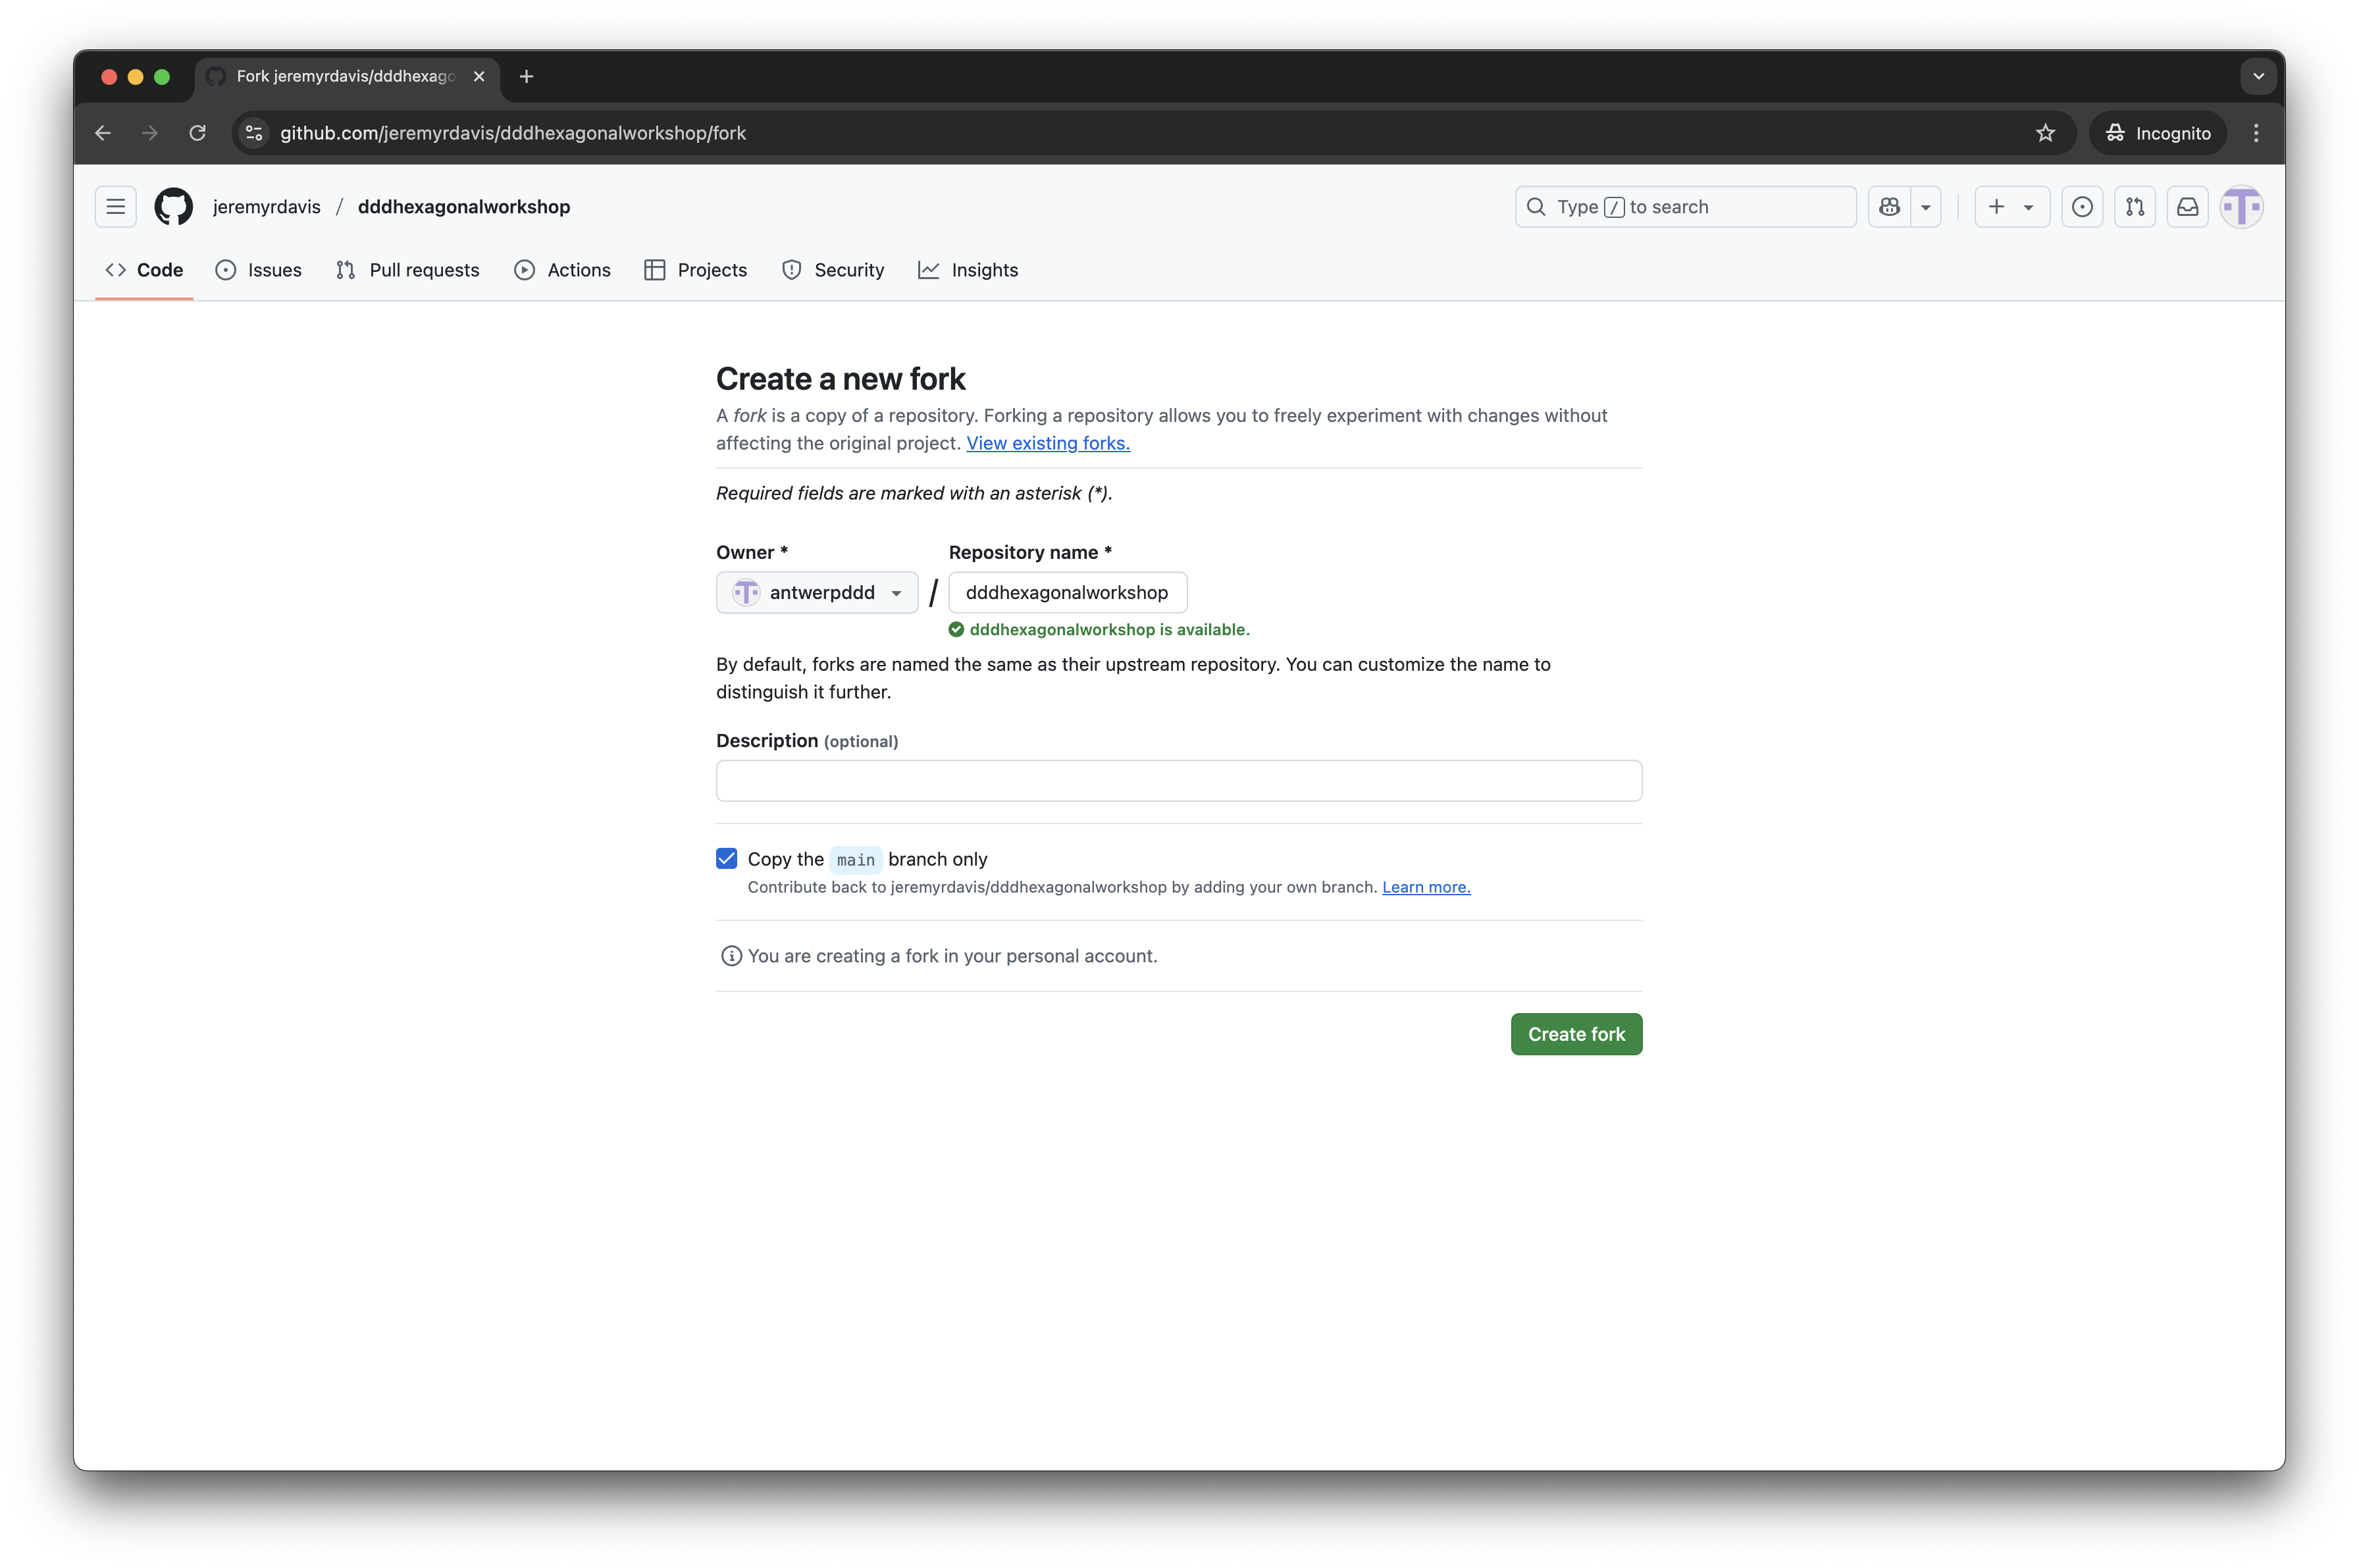 Fork jeremyrdavis/dddhexago
github.com/jeremyrdavis/dddhexagonalworkshop/fork
Incognito
jeremyrdavis / dddhexagonalworkshop
Type / to search
Code Issues Pull requests Actions Projects Security Insights
Create a new fork
A fork is a copy of a repository. Forking a repository allows you to freely experiment with changes without
affecting the original project. View existing forks.
Required fields are marked with an asterisk (*).
Owner * Repository name *
antwerpddd / dddhexagonalworkshop
dddhexagonalworkshop is available.
By default, forks are named the same as their upstream repository. You can customize the name to
distinguish it further.
Description (optional)
Copy the main branch only
Contribute back to jeremyrdavis/dddhexagonalworkshop by adding your own branch. Learn more.
You are creating a fork in your personal account.
Create fork